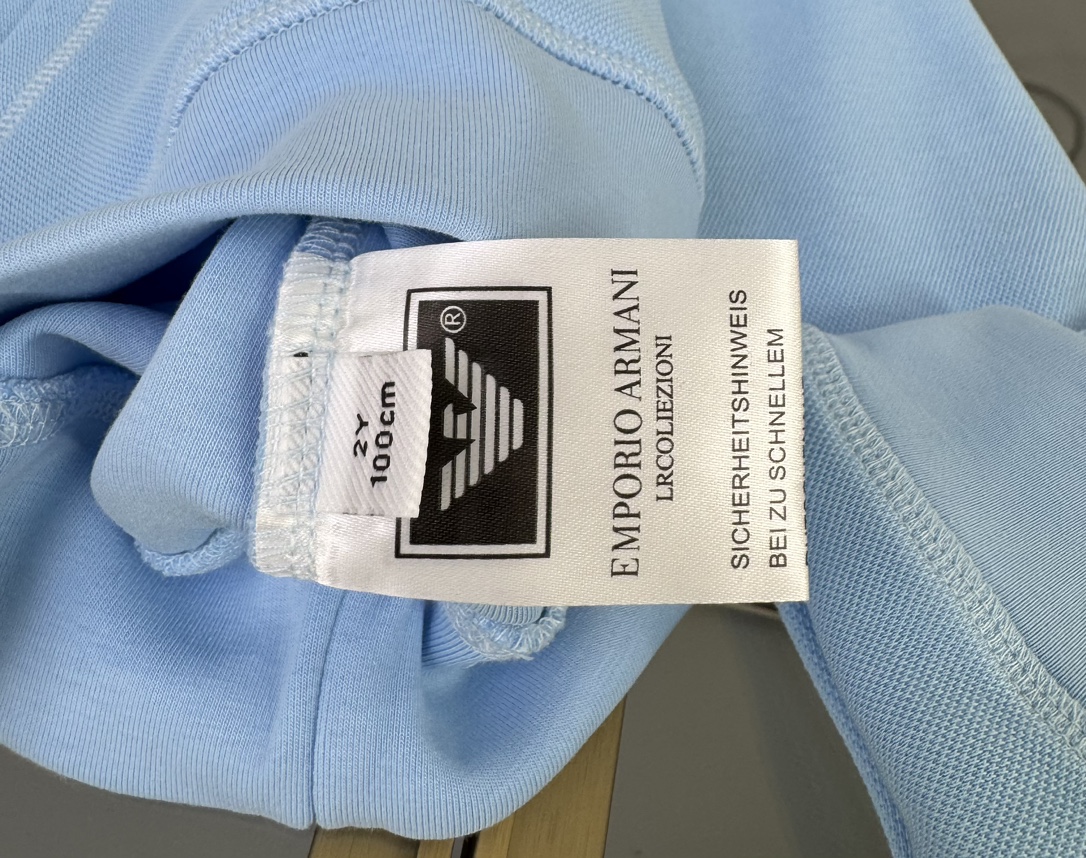 2Y
100cm
®
EMPORIO ARMANI
LRCOLIEZIONI
SICHERHEITSHINWEIS
BEI ZU SCHNELLEM